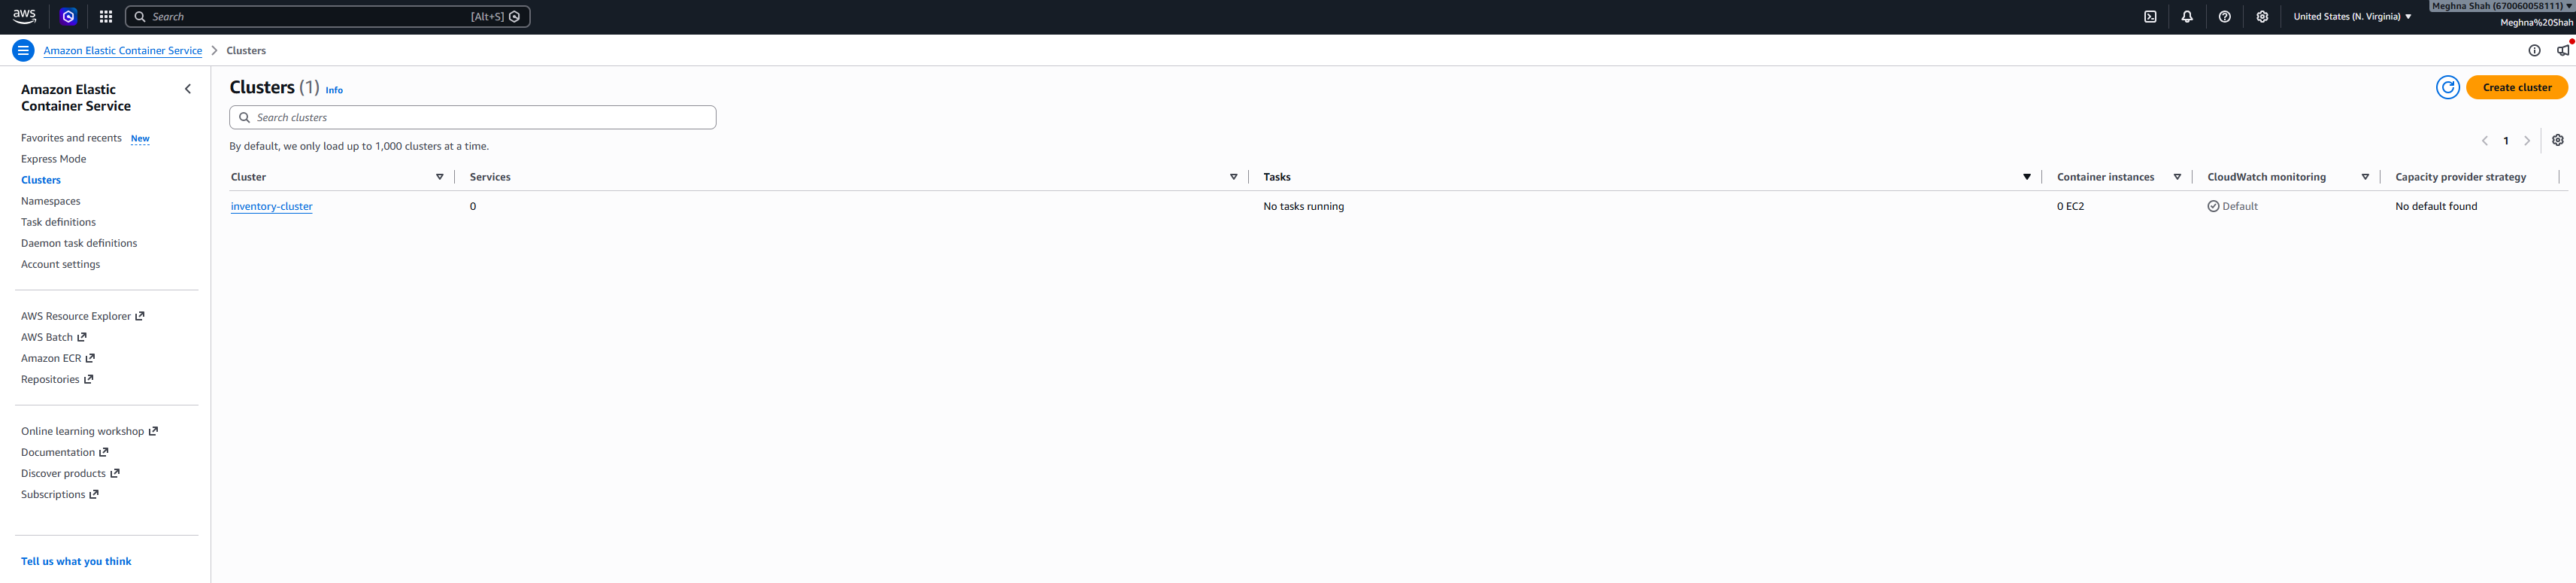 aws
Search [Alt+S]
United States (N. Virginia)
Meghna Shah (670060058111)
Meghna%20Shah
Amazon Elastic Container Service > Clusters
Amazon Elastic
Container Service
Favorites and recents New
Express Mode
Clusters
Namespaces
Task definitions
Daemon task definitions
Account settings
AWS Resource Explorer
AWS Batch
Amazon ECR
Repositories
Online learning workshop
Documentation
Discover products
Subscriptions
Tell us what you think
Clusters (1) Info
Create cluster
Search clusters
By default, we only load up to 1,000 clusters at a time.
1
Cluster Services Tasks Container instances CloudWatch monitoring Capacity provider strategy
inventory-cluster 0 No tasks running 0 EC2 Default No default found